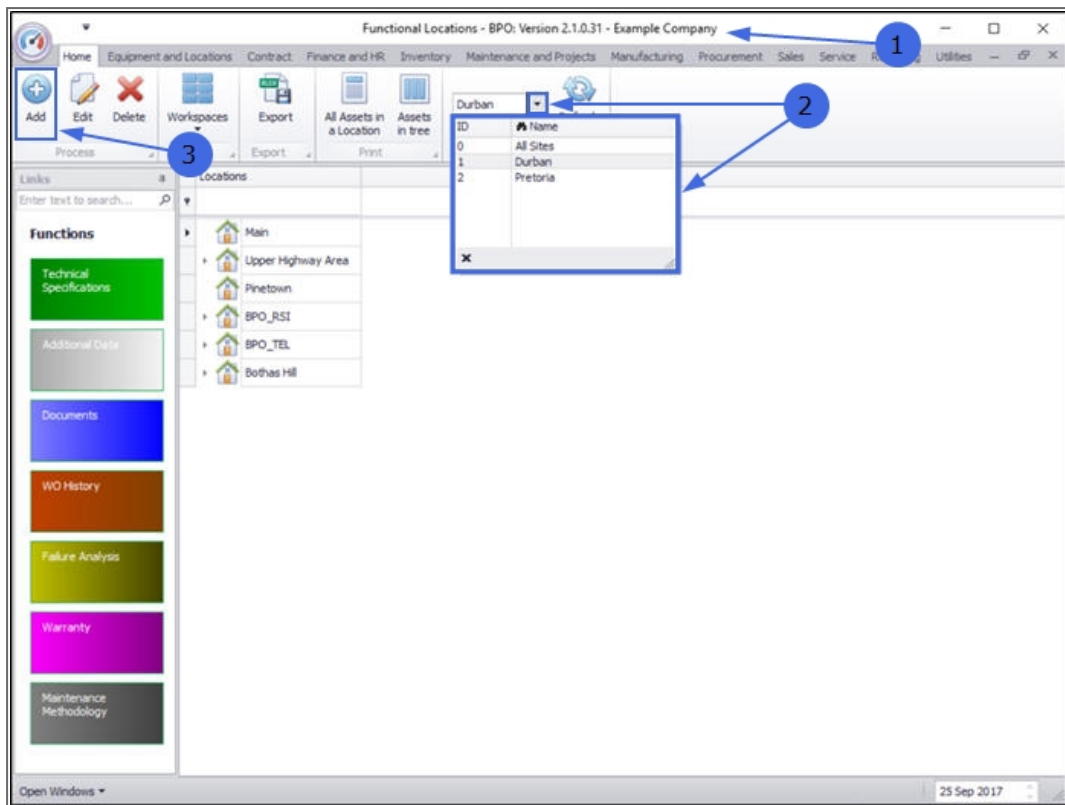 Functional Locations - BPO: Version 2.1.0.31 - Example Company
1
Home Equipment and Locations Contract Finance and HR Inventory Maintenance and Projects Manufacturing Procurement Sales Service Utilities
Add Edit Delete Workspaces Export All Assets in a Location Assets in tree
Durban
2
Process Export Print
3
ID Name
0 All Sites
1 Durban
2 Pretoria
Links
Enter text to search...
Locations
Functions
Main
Upper Highway Area
Pinetown
BPO_RSI
BPO_TEL
Bothas Hill
Technical
Specifications
Additional Data
Documents
WO History
Failure Analysis
Warranty
Maintenance
Methodology
Open Windows
25 Sep 2017